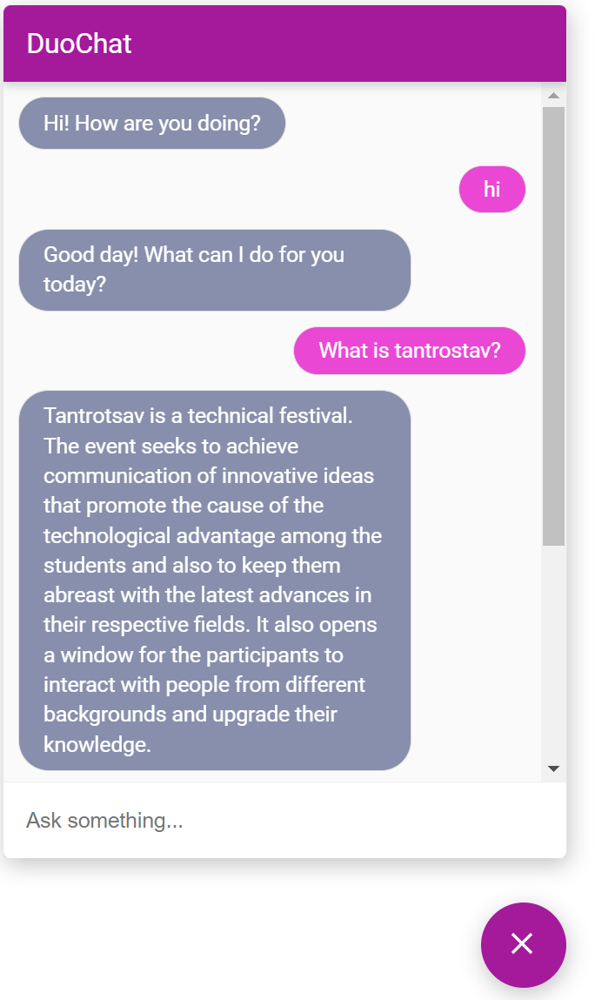 DuoChat
Hi! How are you doing?
hi
Good day! What can I do for you
today?
What is tantrostav?
Tantrotsav is a technical festival.
The event seeks to achieve
communication of innovative ideas
that promote the cause of the
technological advantage among the
students and also to keep them
abreast with the latest advances in
their respective fields. It also opens
a window for the participants to
interact with people from different
backgrounds and upgrade their
knowledge.
Ask something...